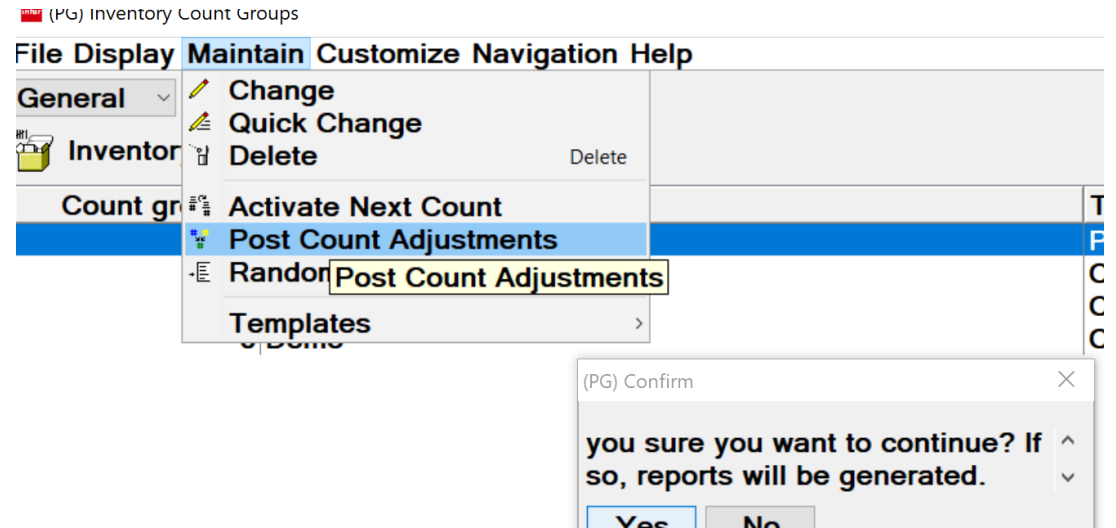 infor (PG) Inventory Count Groups
File Display Maintain Customize Navigation Help
General
Change
Quick Change
Delete Delete
Inventor
Count gr
Activate Next Count
Post Count Adjustments
Random
Post Count Adjustments
Templates
Demo
(PG) Confirm
you sure you want to continue? If
so, reports will be generated.
Yes No